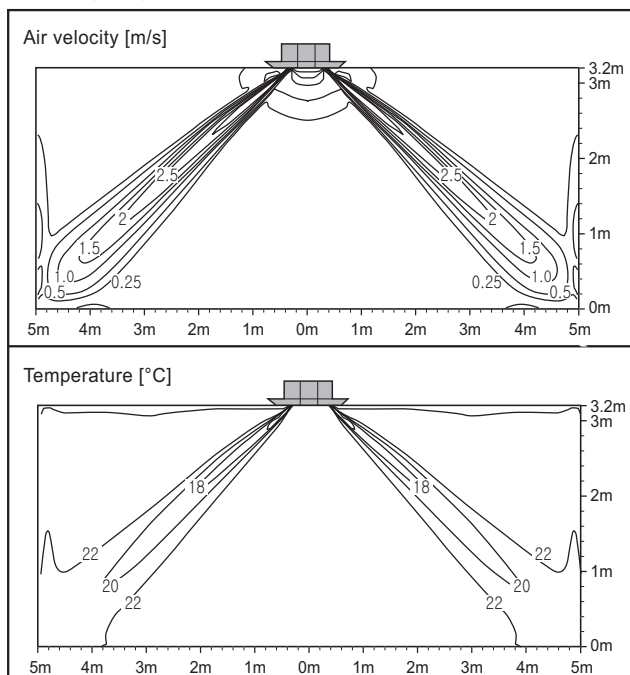 Air velocity [m/s]
3.2m
3m
2.5 2.5
2m
2 2
1.5 1.5
1m
1.0 1.0
0.5 0.25 0.25 0.5
0m
5m 4m 3m 2m 1m 0m 1m 2m 3m 4m 5m
Temperature [°C]
3.2m
3m
18 18
2m
22 22
1m
20 20
22 22
0m
5m 4m 3m 2m 1m 0m 1m 2m 3m 4m 5m